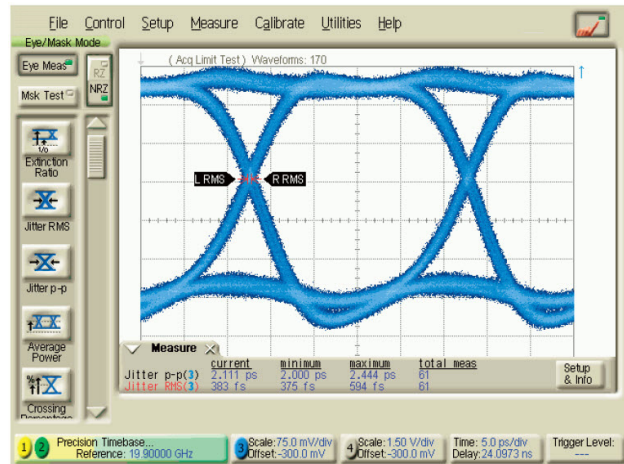 File Control Setup Measure Calibrate Utilities Help
Eye/Mask Mode
Eye Meas
Msk Test
RZ
NRZ
( Acq Limit Test ) Waveforms: 170
Extinction
Ratio
Jitter RMS
Jitter p-p
Average
Power
Crossing
Percentage
L RMS R RMS
Measure
current minimum maximum total meas
Jitter p-p(3) 2.111 ps 2.000 ps 2.444 ps 61
Jitter RMS(3) 383 fs 375 fs 594 fs 61
Setup
& Info
1 2 Precision Timebase...
Reference: 19.90000 GHz
3 Scale:75.0 mV/div
Offset:-300.0 mV
4 Scale:1.50 V/div
Offset:-300.0 mV
Time: 5.0 ps/div
Delay:24.0973 ns
Trigger Level:
---